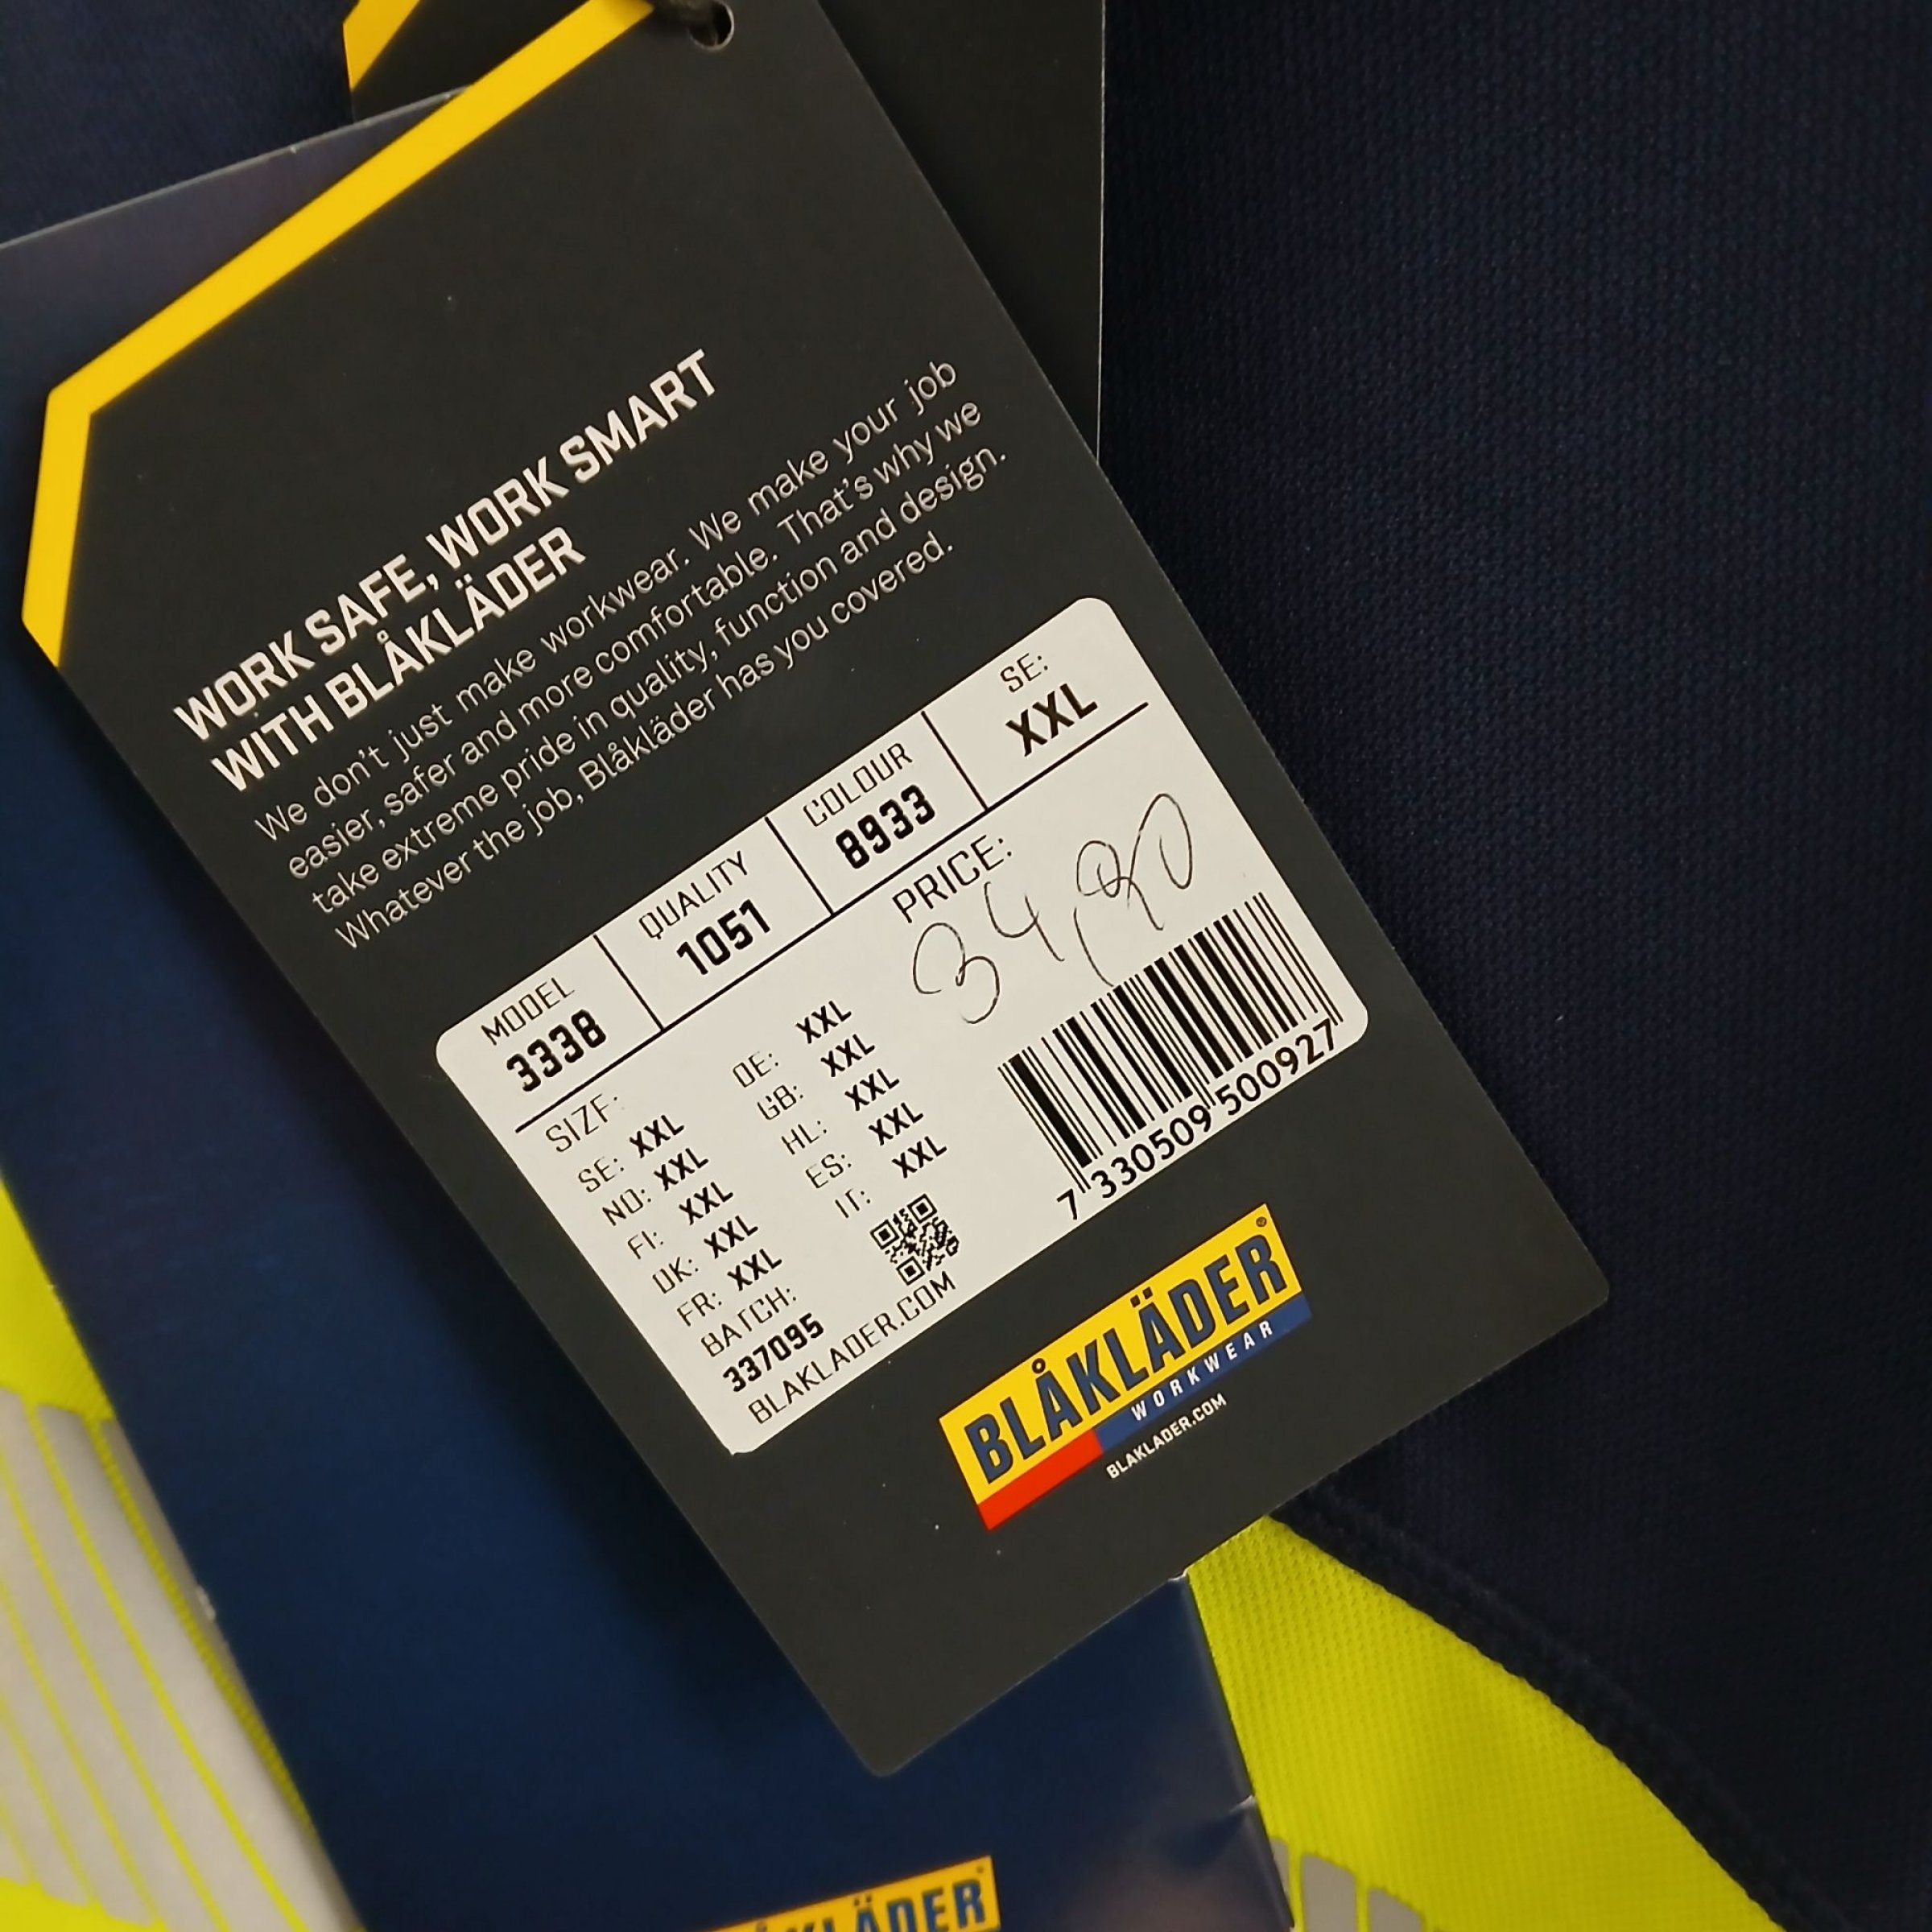 WORK SAFE, WORK SMART
WITH BLÅKLÄDER
We don't just make workwear. We make your job
easier, safer and more comfortable. That's why we
take extreme pride in quality, function and design.
Whatever the job, Blåkläder has you covered.
MODEL QUALITY COLOUR SE:
3338 1051 8933 XXL
SIZE: PRICE:
34,90
SE: XXL DE: XXL
NO: XXL GB: XXL
FI: XXL HL: XXL
DK: XXL ES: XXL
FR: XXL IT: XXL
BATCH:
337095
BLAKLADER.COM
7 330509 500927
BLÅKLÄDER®
WORKWEAR
BLAKLADER.COM
BLÅKLÄDER